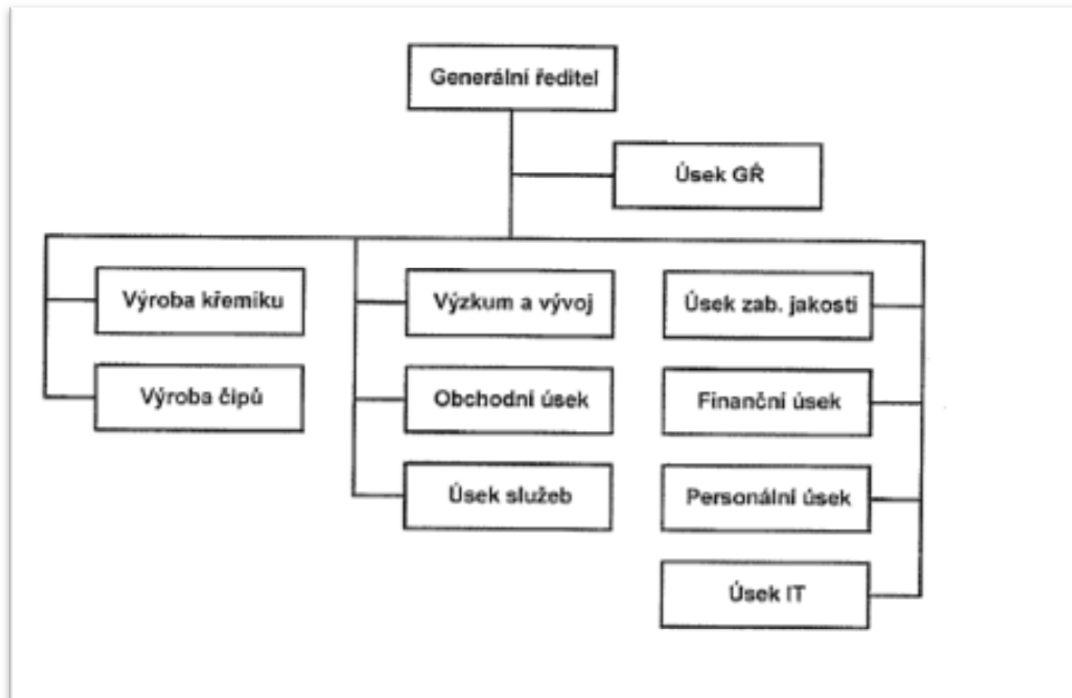 Generální ředitel
Úsek GŘ
Výroba křemíku
Výroba čipů
Výzkum a vývoj
Obchodní úsek
Úsek služeb
Úsek zab. jakosti
Finanční úsek
Personální úsek
Úsek IT